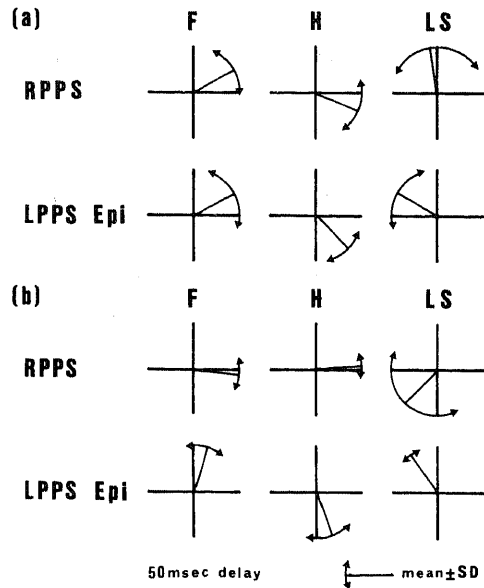 (a)
F H LS
RPPS
LPPS Epi
(b)
F H LS
RPPS
LPPS Epi
50msec delay mean±SD